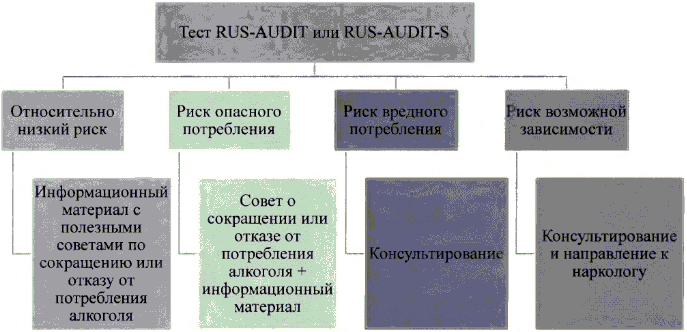 Тест RUS-AUDIT или RUS-AUDIT-S
Относительно
низкий риск
Риск опасного
потребления
Риск вредного
потребления
Риск возможной
зависимости
Информационный
материал с
полезными
советами по
сокращению или
отказу от
потребления
алкоголя
Совет о
сокращении или
отказе от
потребления
алкоголя +
информационный
материал
Консультирование
Консультирование
и направление к
наркологу